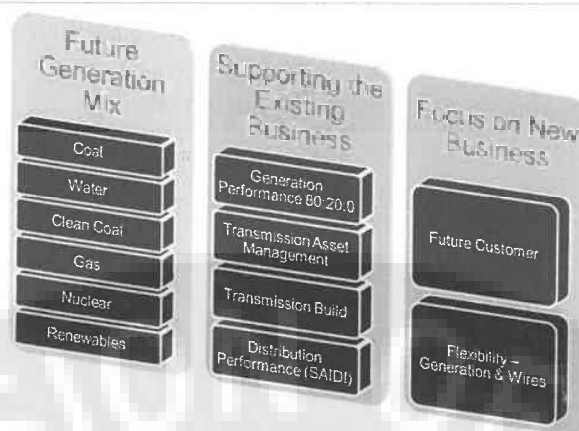 Future
Generation
Mix
Coal
Water
Clean Coal
Gas
Nuclear
Renewables
Supporting the
Existing
Business
Generation
Performance 80:20.0
Transmission Asset
Management
Transmission Build
Distribution
Performance (SAIDI)
Focus on New
Business
Future Customer
Flexibility –
Generation & Wires